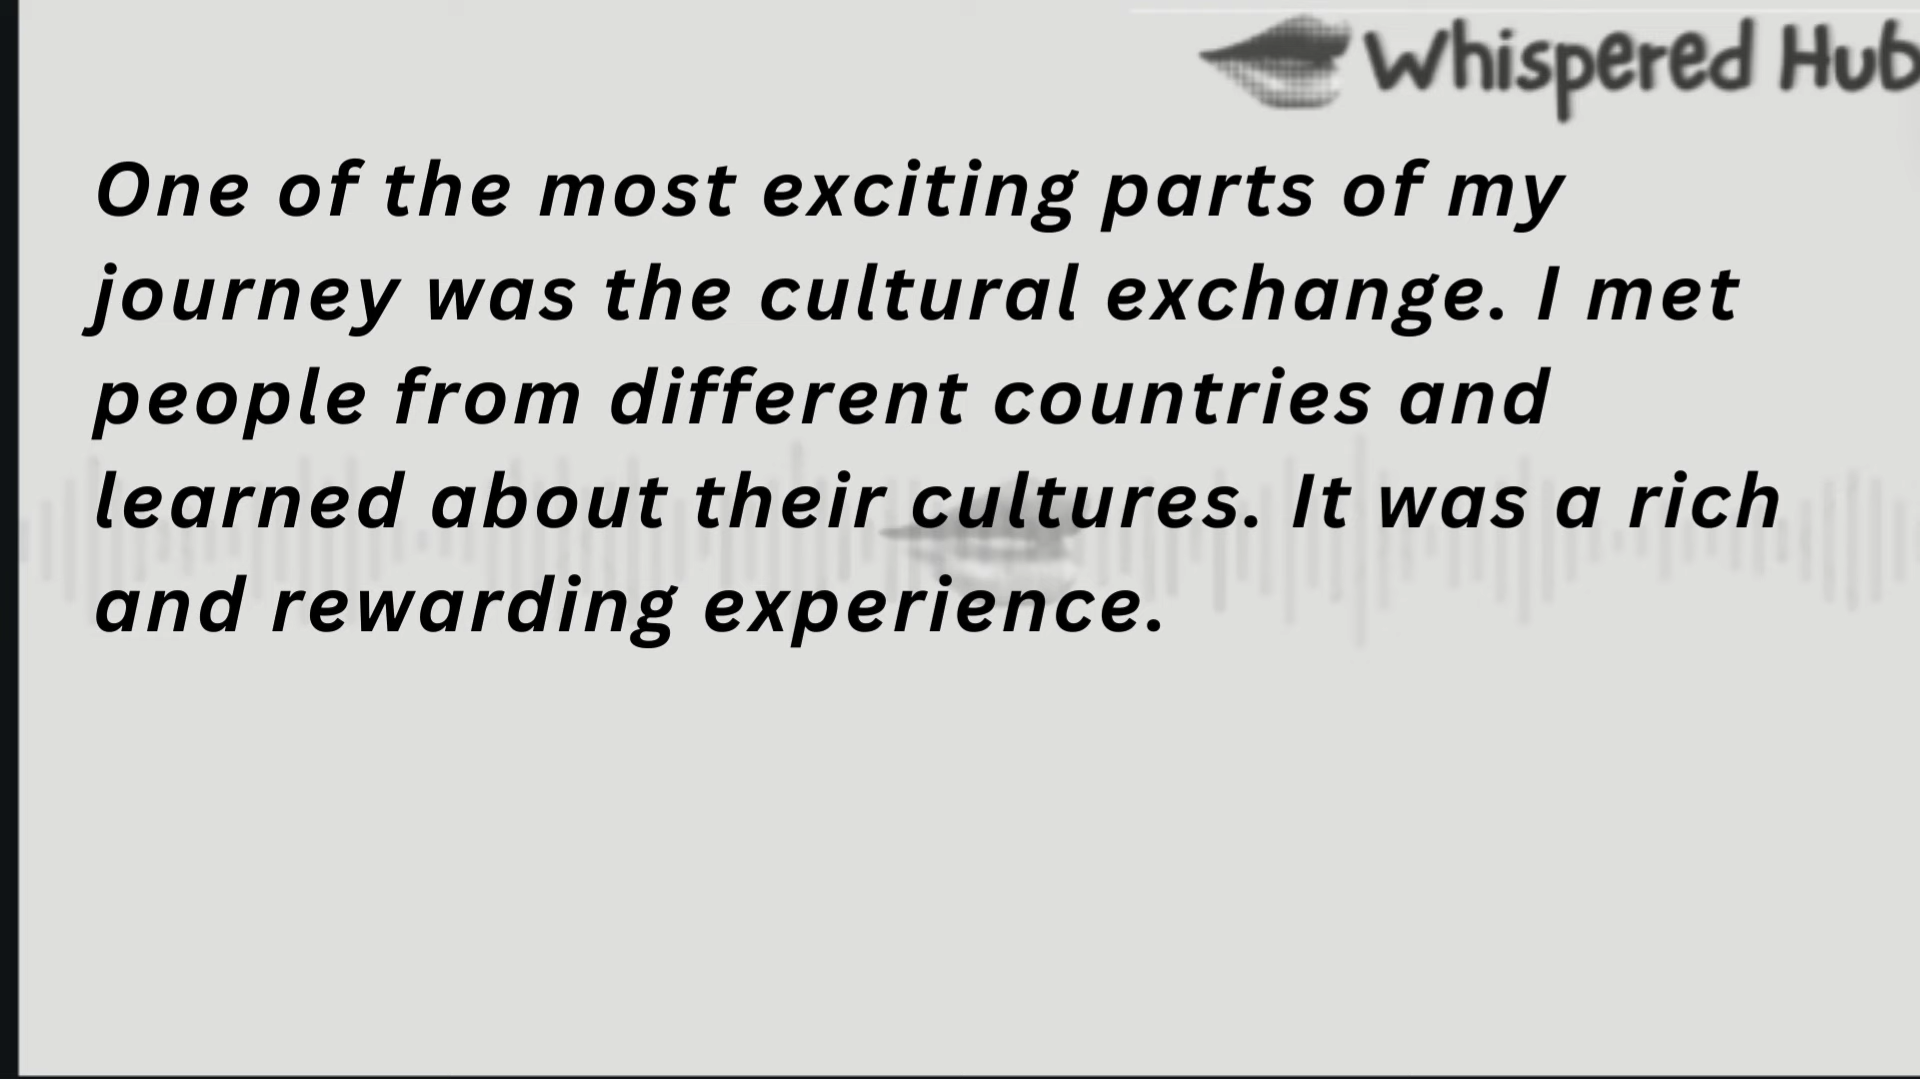 Whispered Hub
One of the most exciting parts of my
journey was the cultural exchange. I met
people from different countries and
learned about their cultures. It was a rich
and rewarding experience.